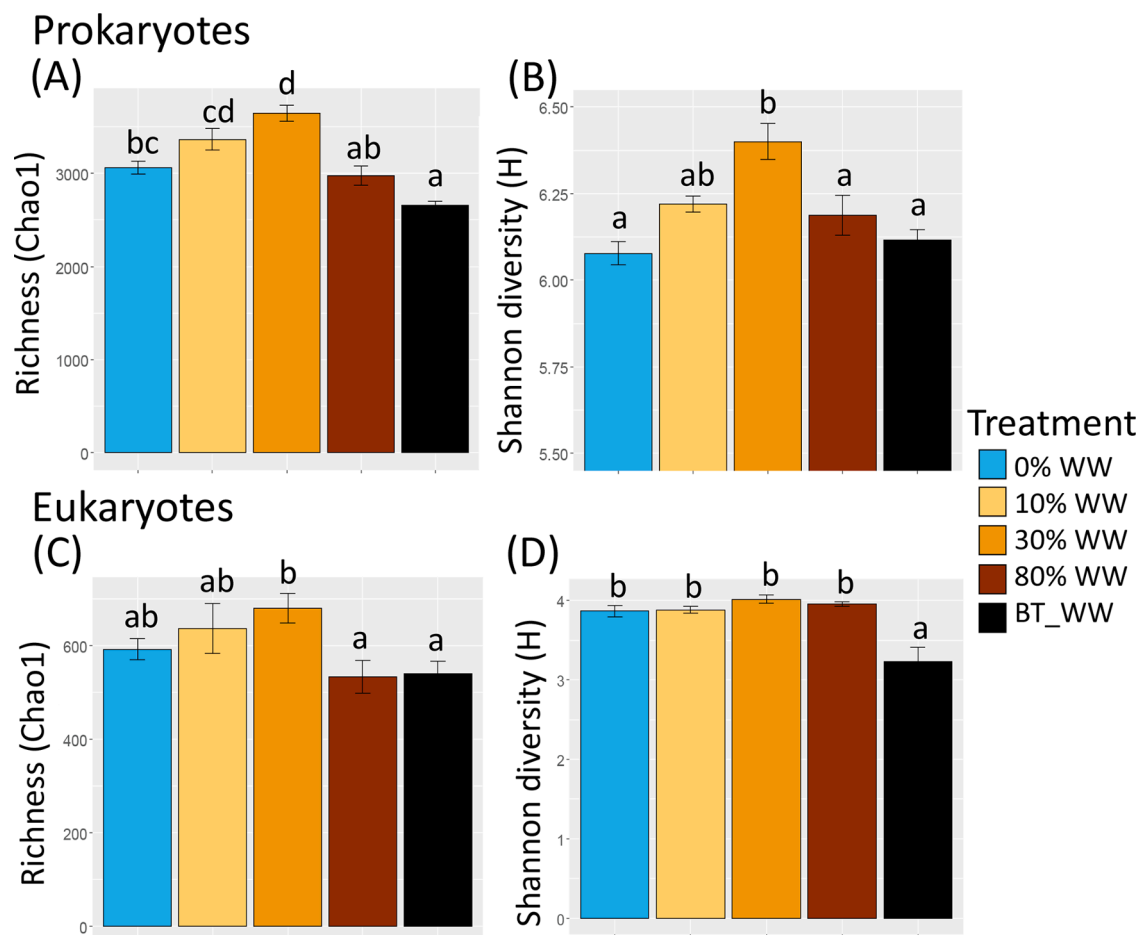 Prokaryotes
(A)
Richness (Chao1)
3000
2000
1000
0
bc
cd
d
ab
a
(B)
Shannon diversity (H)
6.50
6.25
6.00
5.75
5.50
a
ab
b
a
a
Treatment
0% WW
10% WW
30% WW
80% WW
BT_WW
Eukaryotes
(C)
Richness (Chao1)
600
400
200
0
ab
ab
b
a
a
(D)
Shannon diversity (H)
4
3
2
1
0
b
b
b
b
a